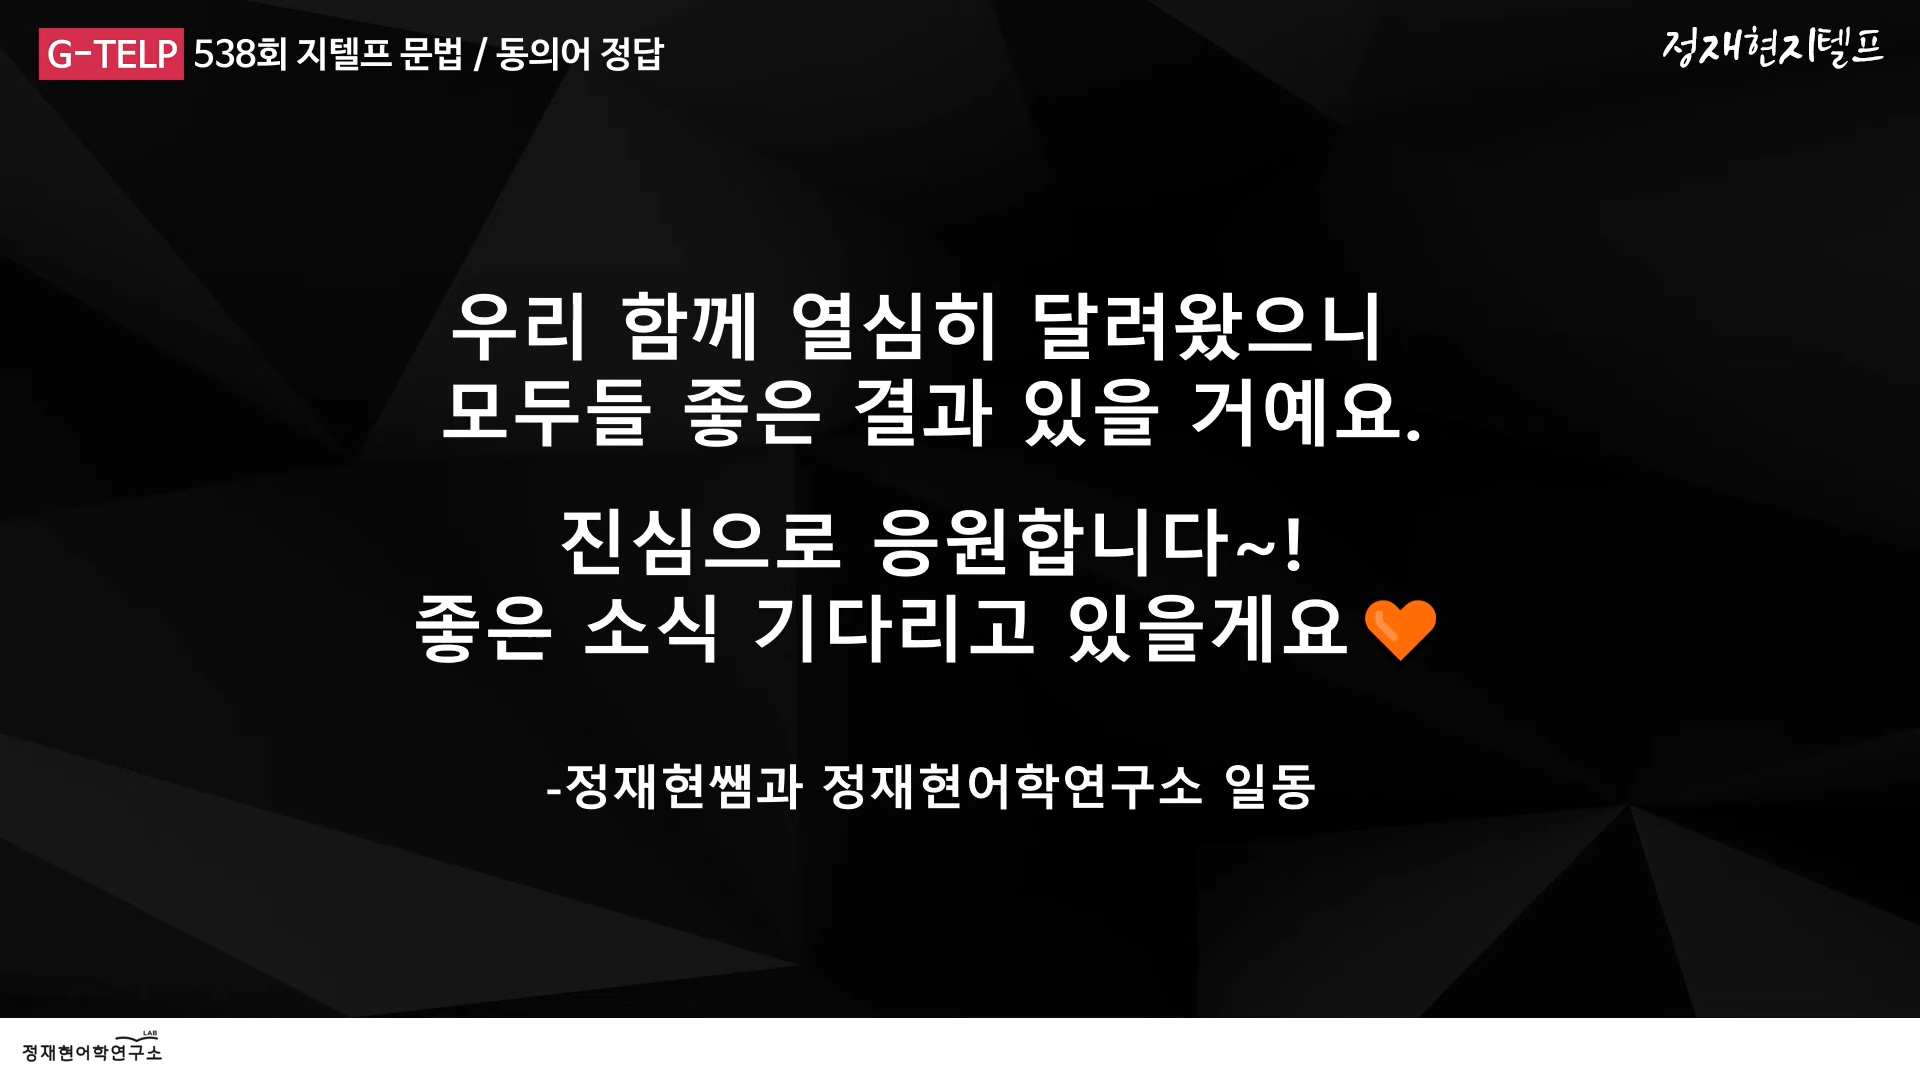 G-TELP 538회 지텔프 문법 / 동의어 정답
정재현지텔프
우리 함께 열심히 달려왔으니
모두들 좋은 결과 있을 거예요.
진심으로 응원합니다~!
좋은 소식 기다리고 있을게요🧡
-정재현쌤과 정재현어학연구소 일동
LAB
정재현어학연구소